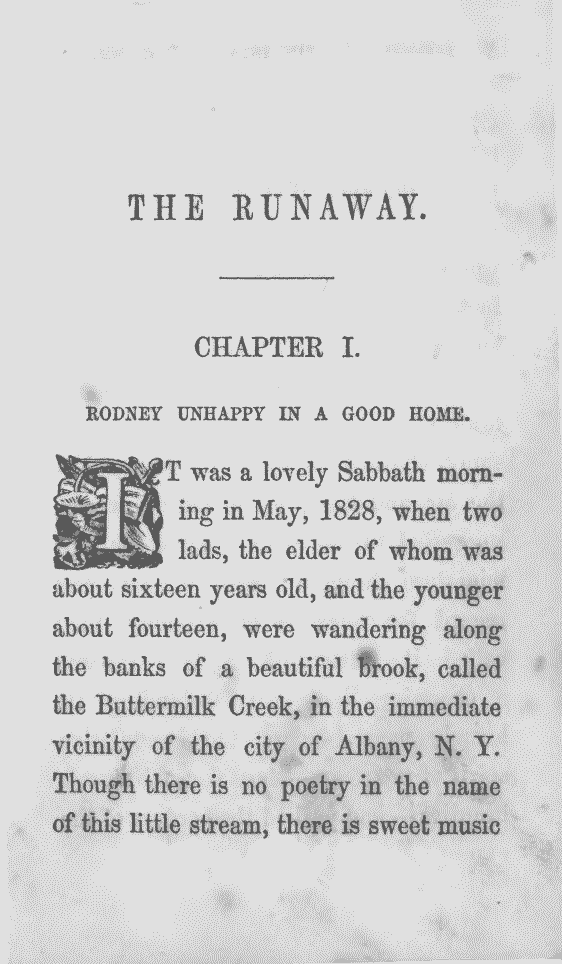 THE RUNAWAY.
CHAPTER I.
RODNEY UNHAPPY IN A GOOD HOME.
IT was a lovely Sabbath morn-
ing in May, 1828, when two
lads, the elder of whom was
about sixteen years old, and the younger
about fourteen, were wandering along
the banks of a beautiful brook, called
the Buttermilk Creek, in the immediate
vicinity of the city of Albany, N. Y.
Though there is no poetry in the name
of this little stream, there is sweet music